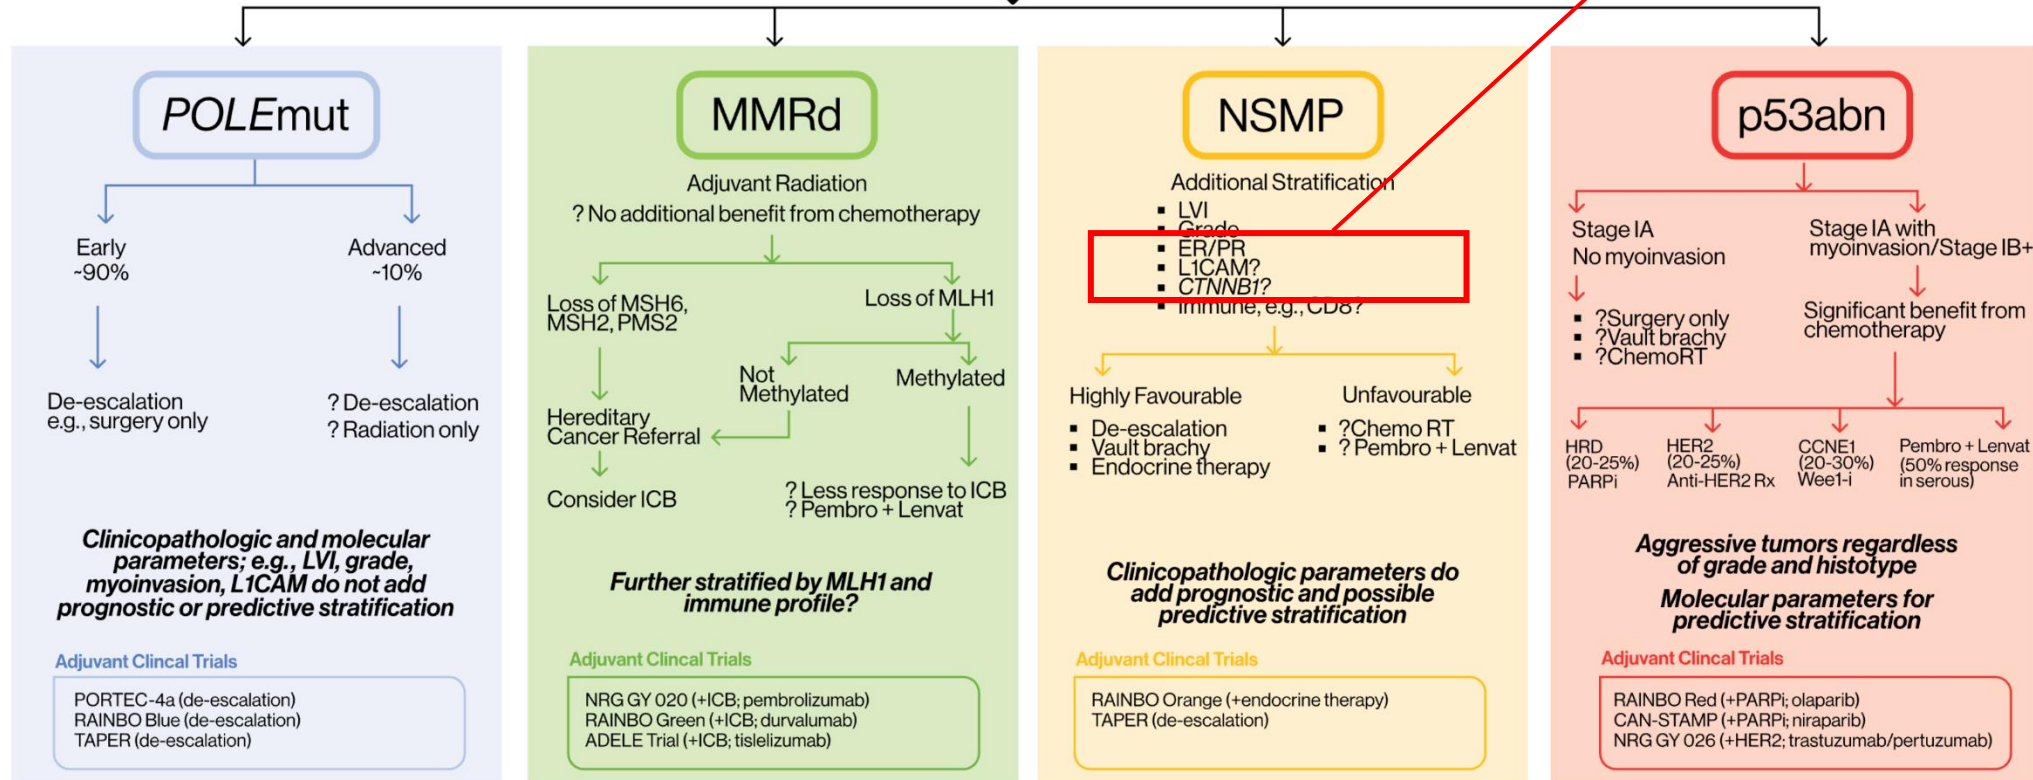 POLEmut
Early
~90%
Advanced
~10%
De-escalation
e.g., surgery only
? De-escalation
? Radiation only
Clinicopathologic and molecular
parameters; e.g., LVI, grade,
myoinvasion, L1CAM do not add
prognostic or predictive stratification
Adjuvant Clincal Trials
PORTEC-4a (de-escalation)
RAINBO Blue (de-escalation)
TAPER (de-escalation)
MMRd
Adjuvant Radiation
? No additional benefit from chemotherapy
Loss of MSH6,
MSH2, PMS2
Loss of MLH1
Not
Methylated
Methylated
Hereditary
Cancer Referral
Consider ICB
? Less response to ICB
? Pembro + Lenvat
Further stratified by MLH1 and
immune profile?
Adjuvant Clincal Trials
NRG GY 020 (+ICB; pembrolizumab)
RAINBO Green (+ICB; durvalumab)
ADELE Trial (+ICB; tislelizumab)
NSMP
Additional Stratification
▪ LVI
▪ Grade
▪ ER/PR
▪ L1CAM?
▪ CTNNB1?
▪ Immune, e.g., CD8?
Highly Favourable
▪ De-escalation
▪ Vault brachy
▪ Endocrine therapy
Unfavourable
▪ ?Chemo RT
▪ ? Pembro + Lenvat
Clinicopathologic parameters do
add prognostic and possible
predictive stratification
Adjuvant Clincal Trials
RAINBO Orange (+endocrine therapy)
TAPER (de-escalation)
p53abn
Stage IA
No myoinvasion
Stage IA with
myoinvasion/Stage IB+
▪ ?Surgery only
▪ ?Vault brachy
▪ ?ChemoRT
Significant benefit from
chemotherapy
HRD
(20-25%)
PARPi
HER2
(20-25%)
Anti-HER2 Rx
CCNE1
(20-30%)
Wee1-i
Pembro + Lenvat
(50% response
in serous)
Aggressive tumors regardless
of grade and histotype
Molecular parameters for
predictive stratification
Adjuvant Clincal Trials
RAINBO Red (+PARPi; olaparib)
CAN-STAMP (+PARPi; niraparib)
NRG GY 026 (+HER2; trastuzumab/pertuzumab)